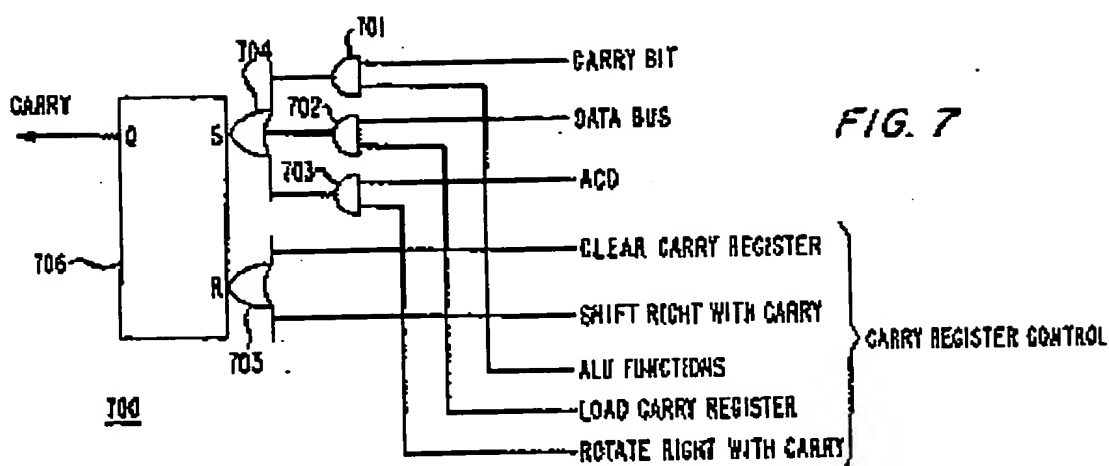 701
704
CARRY BIT
CARRY
702
DATA BUS
FIG. 7
Q
S
703
ACO
CLEAR CARRY REGISTER
706
R
SHIFT RIGHT WITH CARRY
CARRY REGISTER CONTROL
705
ALU FUNCTIONS
700
LOAD CARRY REGISTER
ROTATE RIGHT WITH CARRY